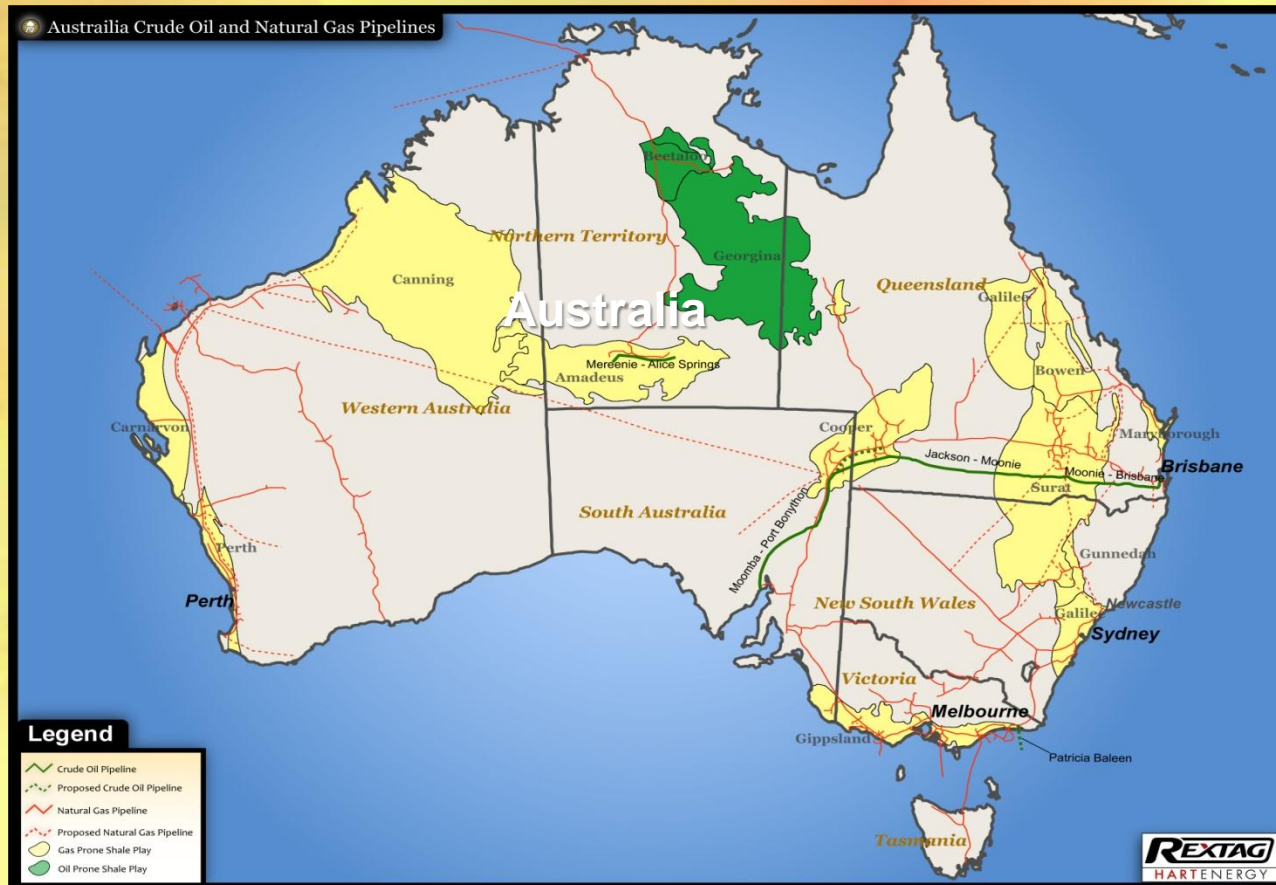 Austrailia Crude Oil and Natural Gas Pipelines
Beetaloo
Northern Territory
Georgina
Canning
Queensland
Galilee
Australia
Bowen
Mereenie - Alice Springs
Amadeus
Western Australia
Carnarvon
Cooper
Maryborough
Jackson - Moonie
Moonie - Brisbane
Brisbane
Surat
South Australia
Moomba - Port Bonython
Perth
Gunnedah
Perth
New South Wales
Newcastle
Galilee
Sydney
Victoria
Melbourne
Gippsland
Patricia Baleen
Tasmania
Legend
Crude Oil Pipeline
Proposed Crude Oil Pipeline
Natural Gas Pipeline
Proposed Natural Gas Pipeline
Gas Prone Shale Play
Oil Prone Shale Play
REXTAG
HARTENERGY